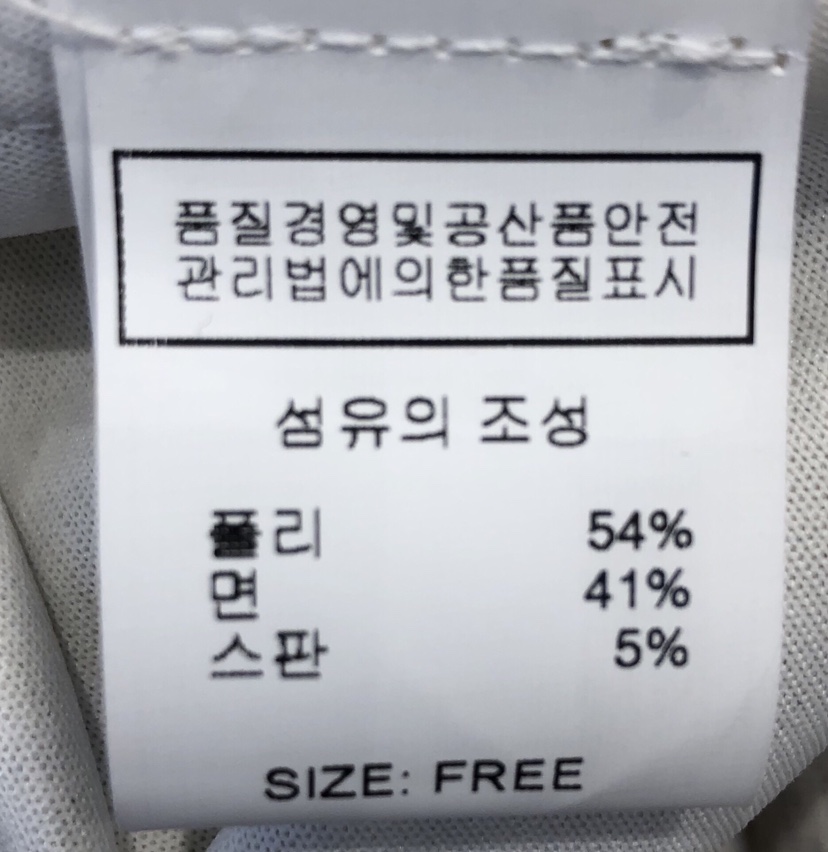 품질경영및공산품안전
관리법에의한품질표시
섬유의 조성
폴리 54%
면 41%
스판 5%
SIZE: FREE